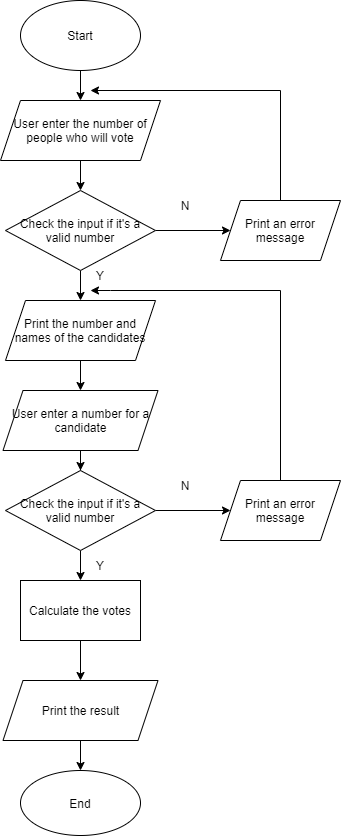 Start
User enter the number of
people who will vote
Check the input if it's a
valid number
N
Print an error
message
Y
Print the number and
names of the candidates
User enter a number for a
candidate
Check the input if it's a
valid number
N
Print an error
message
Y
Calculate the votes
Print the result
End